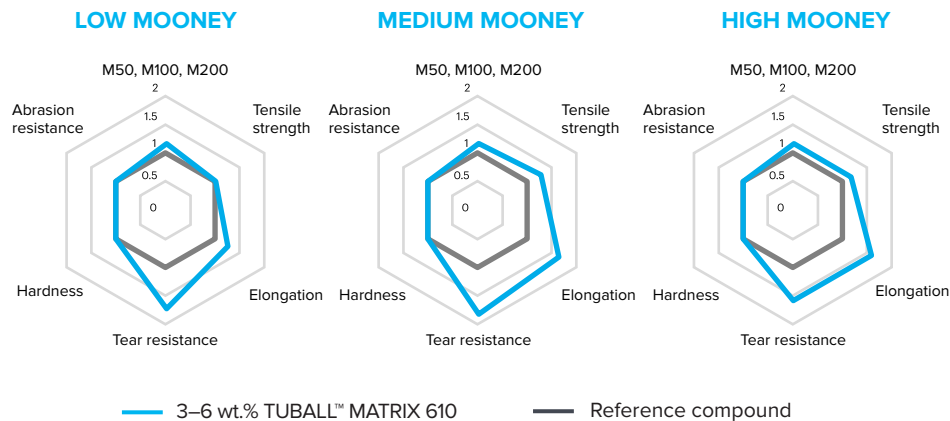 LOW MOONEY
M50, M100, M200
2
Abrasion
resistance
Tensile
strength
1.5
1
0.5
0
Hardness
Elongation
Tear resistance
MEDIUM MOONEY
M50, M100, M200
2
Abrasion
resistance
Tensile
strength
1.5
1
0.5
0
Hardness
Elongation
Tear resistance
HIGH MOONEY
M50, M100, M200
2
Abrasion
resistance
Tensile
strength
1.5
1
0.5
0
Hardness
Elongation
Tear resistance
3–6 wt.% TUBALL™ MATRIX 610
Reference compound